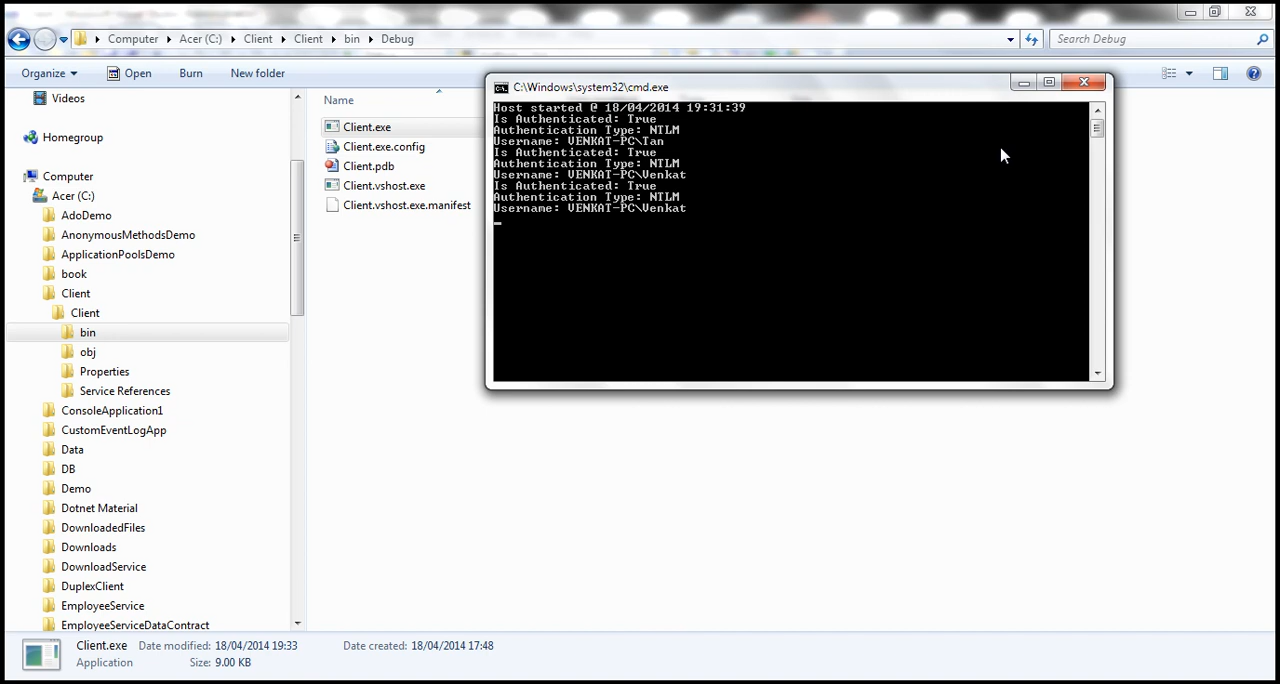 Computer Acer (C:) Client Client bin Debug
Search Debug
Organize Open Burn New folder
Videos
Homegroup
Computer
Acer (C:)
AdoDemo
AnonymousMethodsDemo
ApplicationPoolsDemo
book
Client
Client
bin
obj
Properties
Service References
ConsoleApplication1
CustomEventLogApp
Data
DB
Demo
Dotnet Material
DownloadedFiles
Downloads
DownloadService
DuplexClient
EmployeeService
EmployeeServiceDataContract
Name
Client.exe
Client.exe.config
Client.pdb
Client.vshost.exe
Client.vshost.exe.manifest
C:\Windows\system32\cmd.exe
Host started @ 18/04/2014 19:31:39
Is Authenticated: True
Authentication Type: NTLM
Username: VENKAT-PC\Tan
Is Authenticated: True
Authentication Type: NTLM
Username: VENKAT-PC\Venkat
Is Authenticated: True
Authentication Type: NTLM
Username: VENKAT-PC\Venkat
Client.exe Date modified: 18/04/2014 19:33 Date created: 18/04/2014 17:48
Application Size: 9.00 KB